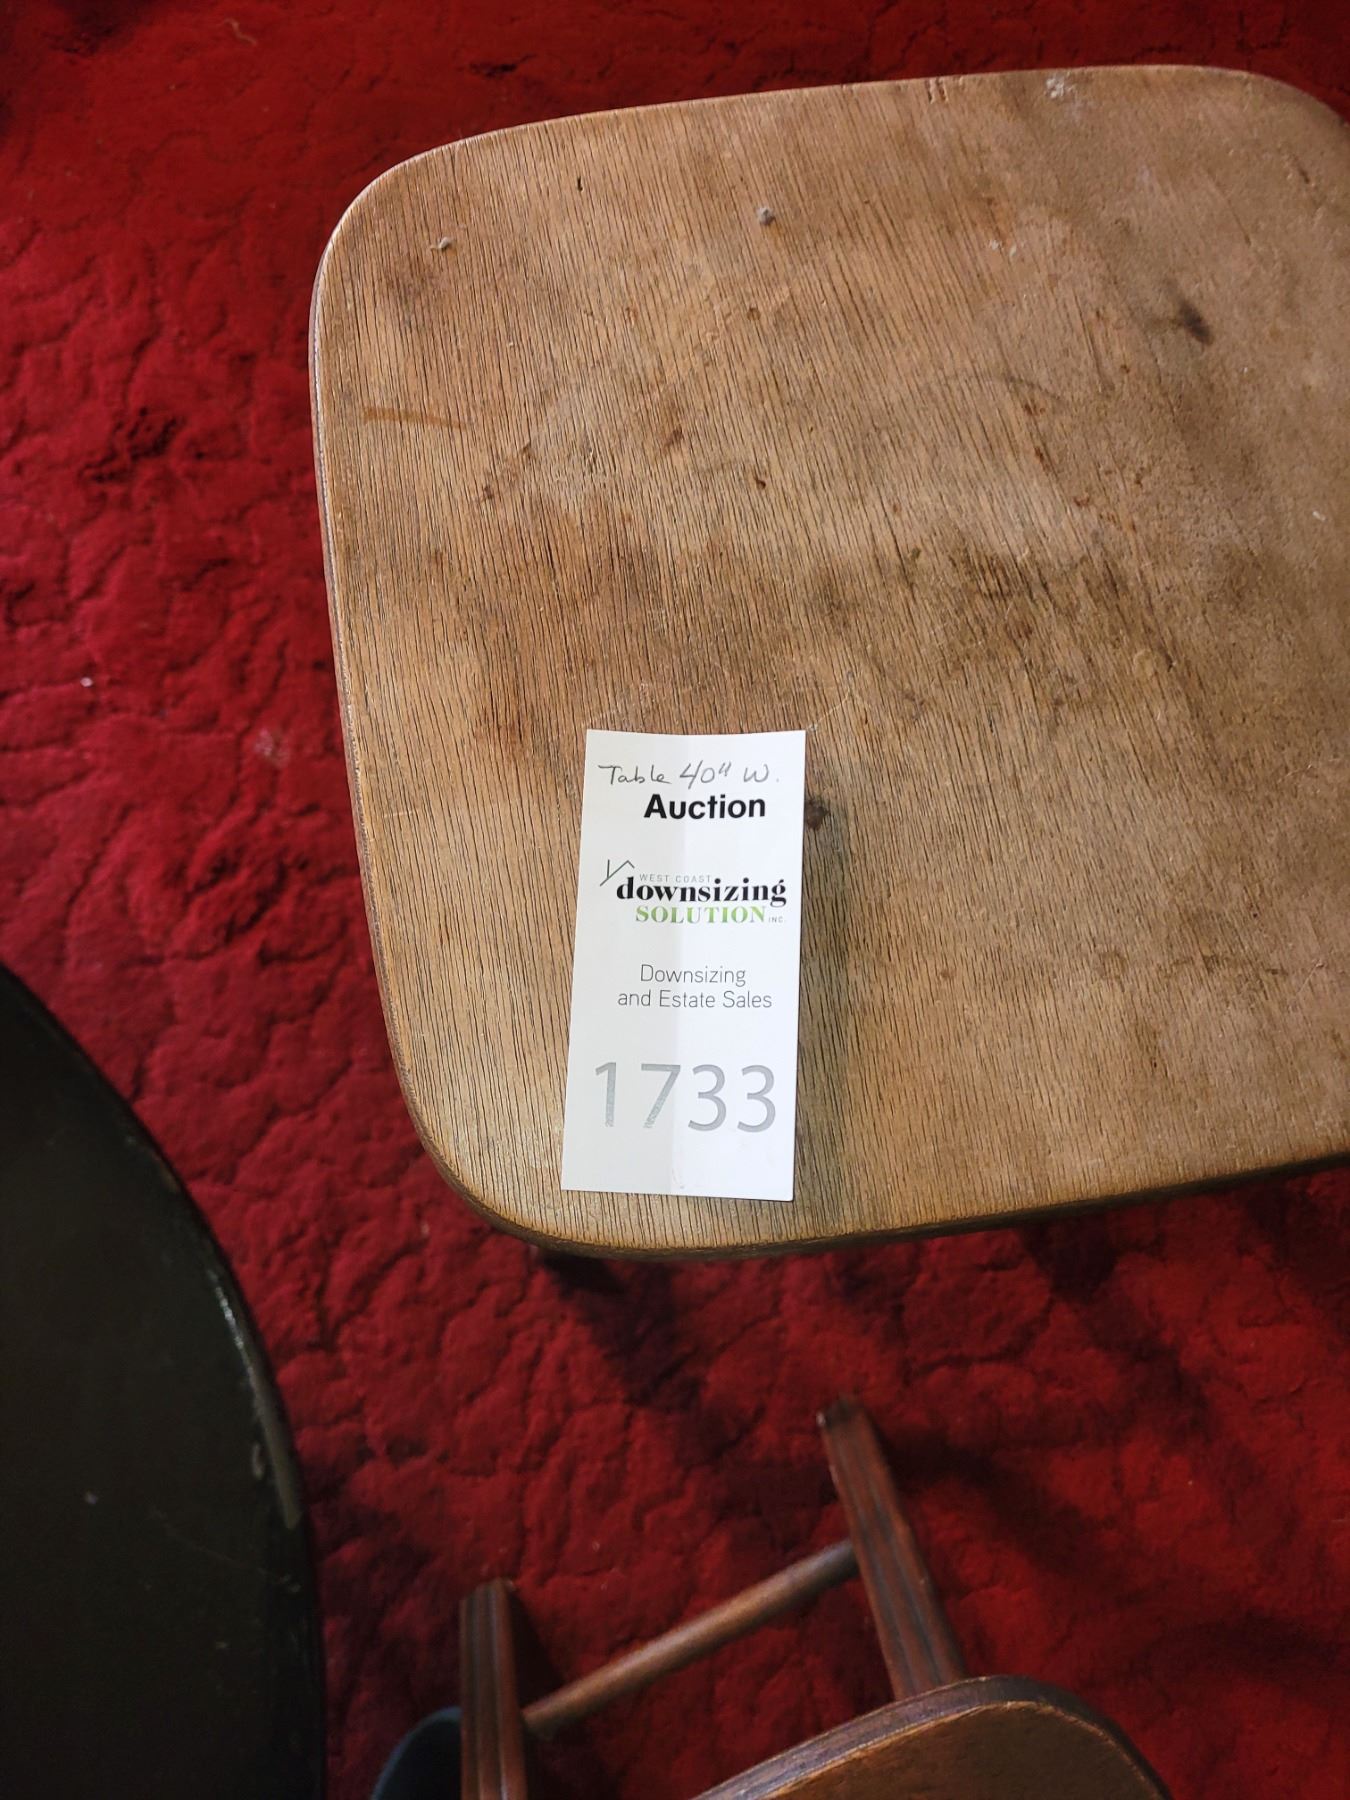 Table 40" W.
Auction
WEST COAST
downsizing
SOLUTION INC.
Downsizing
and Estate Sales
1733